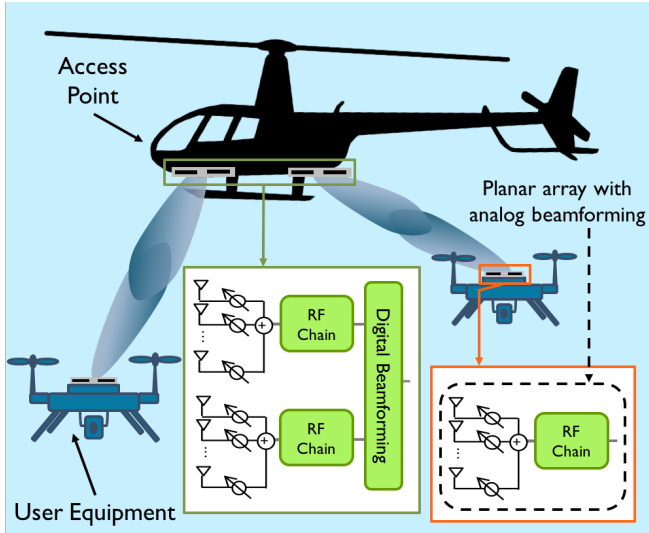 Access
Point
Planar array with
analog beamforming
RF
Chain
RF
Chain
Digital Beamforming
RF
Chain
User Equipment